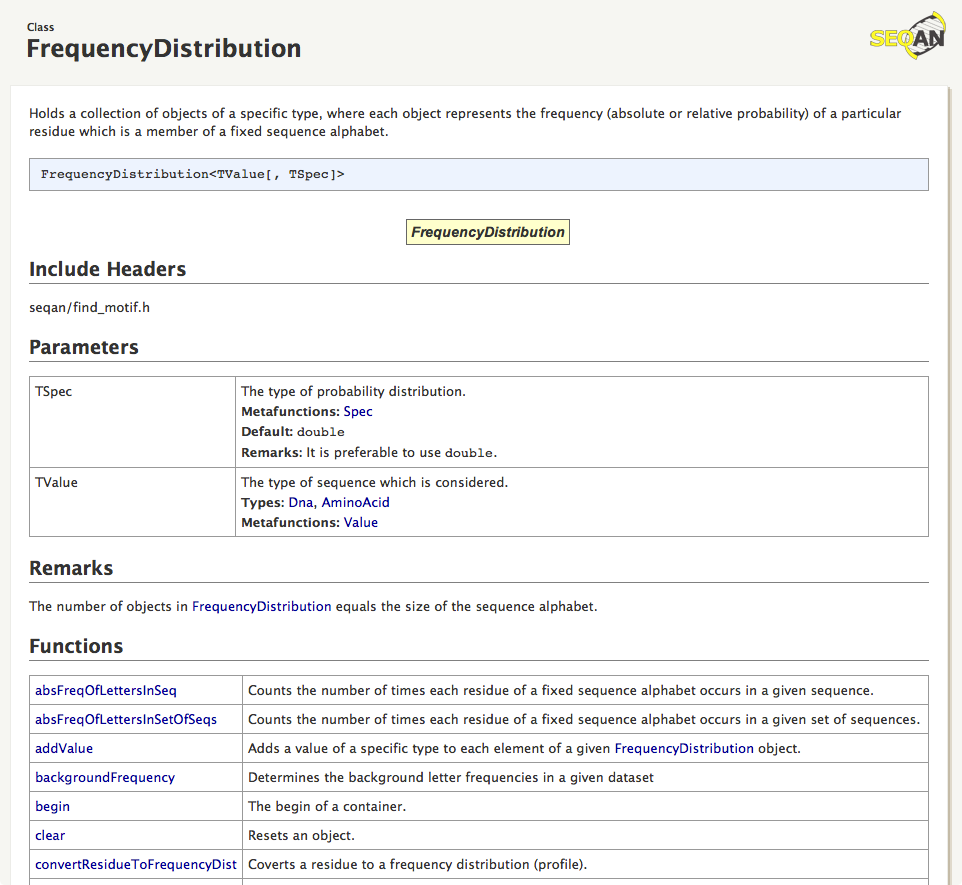 Class
FrequencyDistribution
SEQAN
Holds a collection of objects of a specific type, where each object represents the frequency (absolute or relative probability) of a particular
residue which is a member of a fixed sequence alphabet.
FrequencyDistribution<TValue[, TSpec]>
FrequencyDistribution
Include Headers
seqan/find_motif.h
Parameters
TSpec
The type of probability distribution.
Metafunctions: Spec
Default: double
Remarks: It is preferable to use double.
TValue
The type of sequence which is considered.
Types: Dna, AminoAcid
Metafunctions: Value
Remarks
The number of objects in FrequencyDistribution equals the size of the sequence alphabet.
Functions
absFreqOfLettersInSeq Counts the number of times each residue of a fixed sequence alphabet occurs in a given sequence.
absFreqOfLettersInSetOfSeqs Counts the number of times each residue of a fixed sequence alphabet occurs in a given set of sequences.
addValue Adds a value of a specific type to each element of a given FrequencyDistribution object.
backgroundFrequency Determines the background letter frequencies in a given dataset
begin The begin of a container.
clear Resets an object.
convertResidueToFrequencyDist Coverts a residue to a frequency distribution (profile).